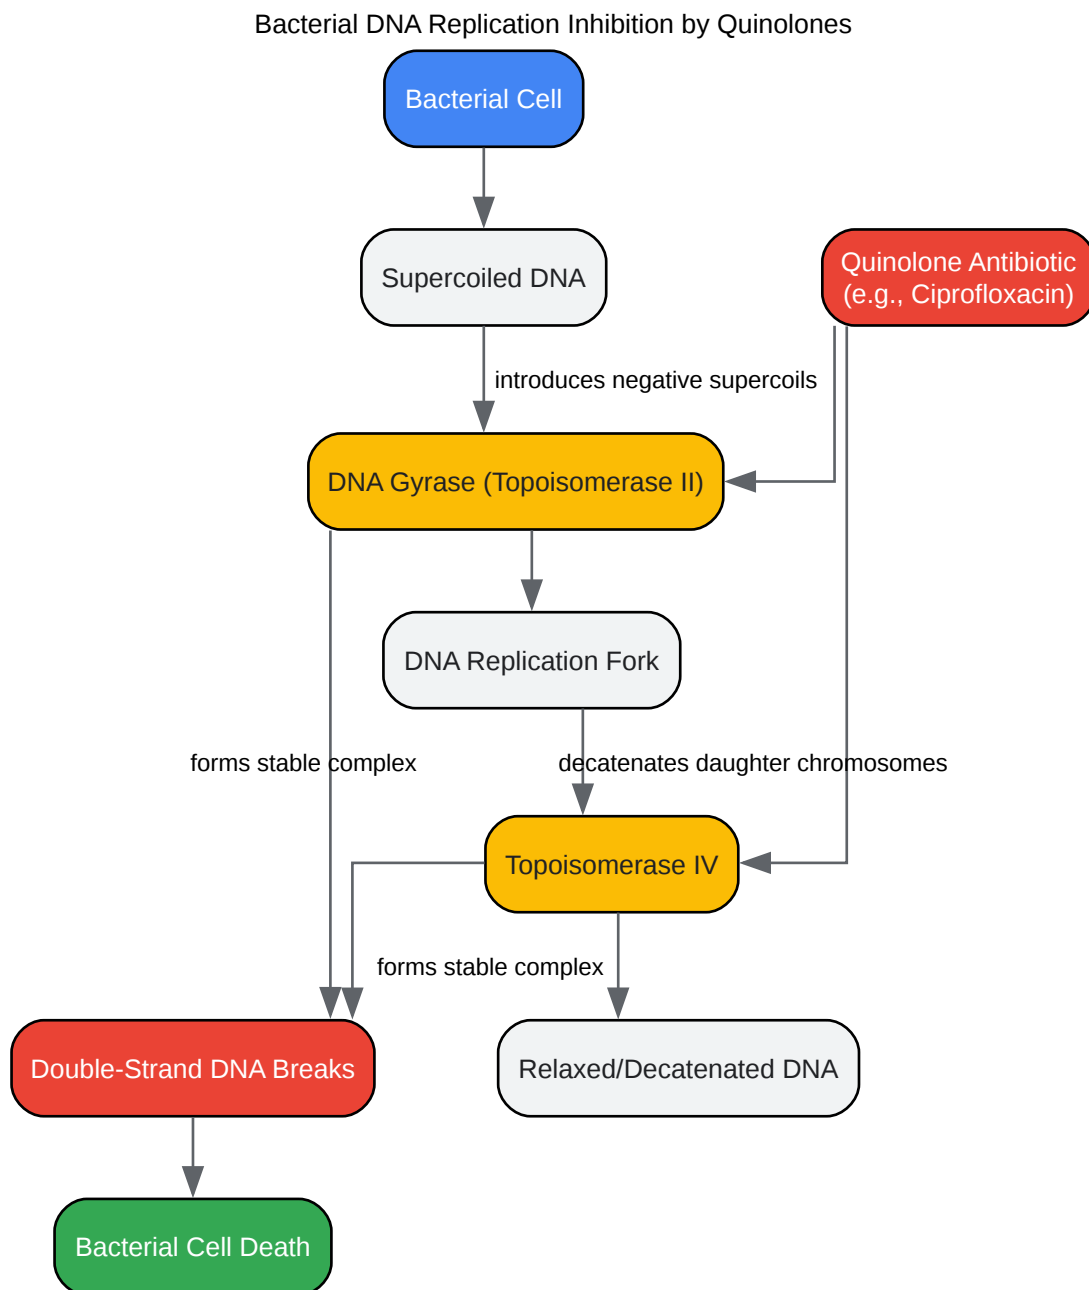 Bacterial DNA Replication Inhibition by Quinolones
Bacterial Cell
Supercoiled DNA
Quinolone Antibiotic
(e.g., Ciprofloxacin)
introduces negative supercoils
DNA Gyrase (Topoisomerase II)
DNA Replication Fork
forms stable complex
decatenates daughter chromosomes
Topoisomerase IV
forms stable complex
Double-Strand DNA Breaks
Relaxed/Decatenated DNA
Bacterial Cell Death